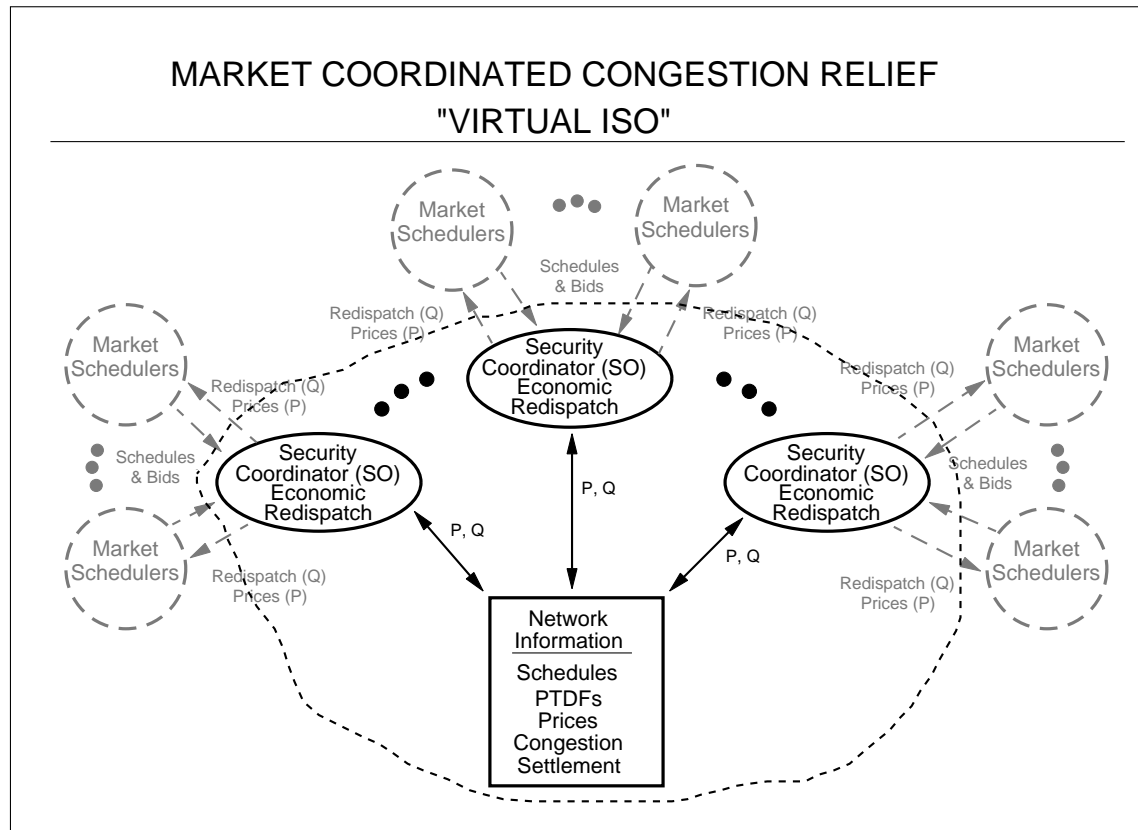 MARKET COORDINATED CONGESTION RELIEF
"VIRTUAL ISO"
Market
Schedulers
Market
Schedulers
Schedules
& Bids
Redispatch (Q)
Prices (P)
Redispatch (Q)
Prices (P)
Security
Coordinator (SO)
Economic
Redispatch
Market
Schedulers
Redispatch (Q)
Prices (P)
Schedules
& Bids
Security
Coordinator (SO)
Economic
Redispatch
Market
Schedulers
Redispatch (Q)
Prices (P)
Market
Schedulers
Redispatch (Q)
Prices (P)
Security
Coordinator (SO)
Economic
Redispatch
Schedules
& Bids
Market
Schedulers
Redispatch (Q)
Prices (P)
P, Q
P, Q
P, Q
Network
Information
Schedules
PTDFs
Prices
Congestion
Settlement